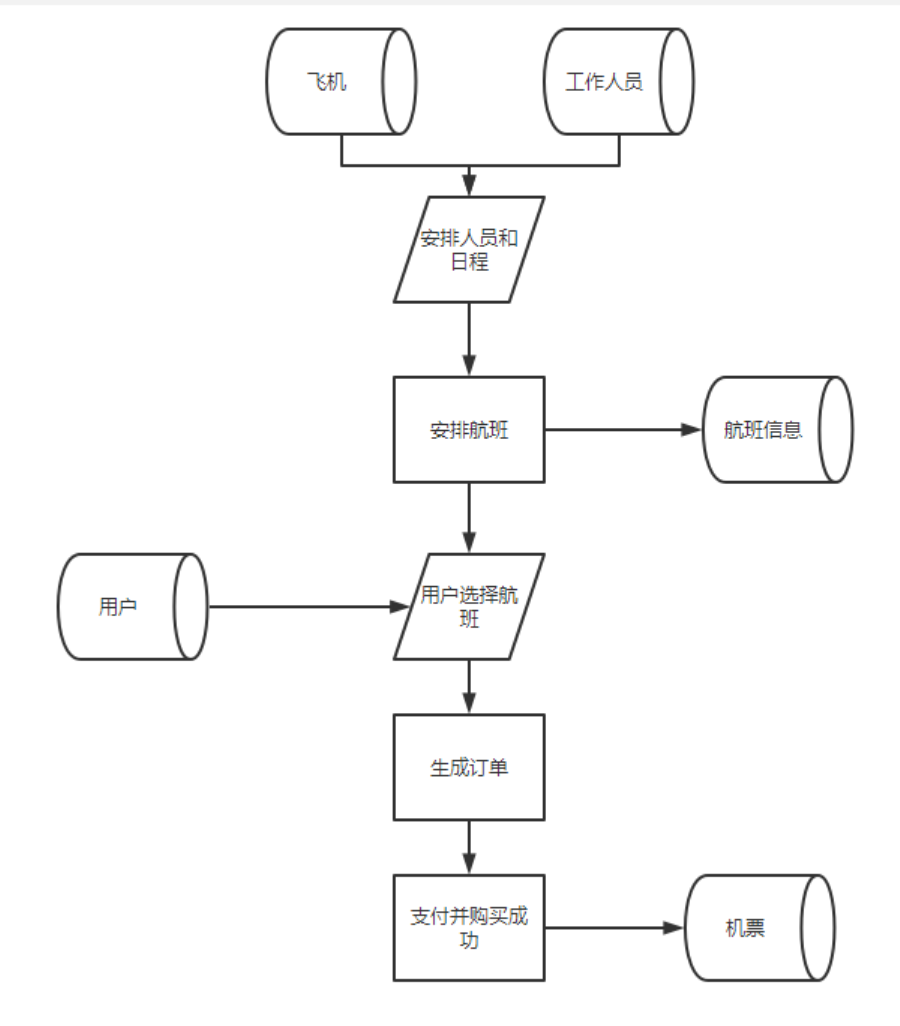 飞机
工作人员
安排人员和
日程
安排航班
航班信息
用户
用户选择航
班
生成订单
支付并购买成
功
机票